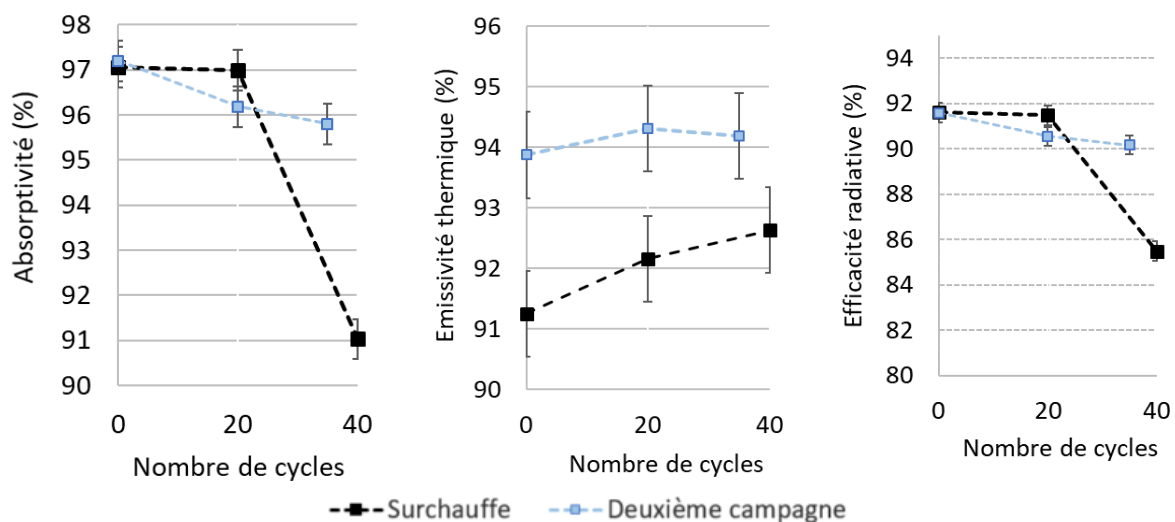 Absorptivité (%)
98
97
96
95
94
93
92
91
90
0 20 40
Nombre de cycles
Emissivité thermique (%)
96
95
94
93
92
91
90
0 20 40
Nombre de cycles
Efficacité radiative (%)
94
92
90
88
86
84
82
80
0 20 40
Nombre de cycles
Surchauffe Deuxième campagne